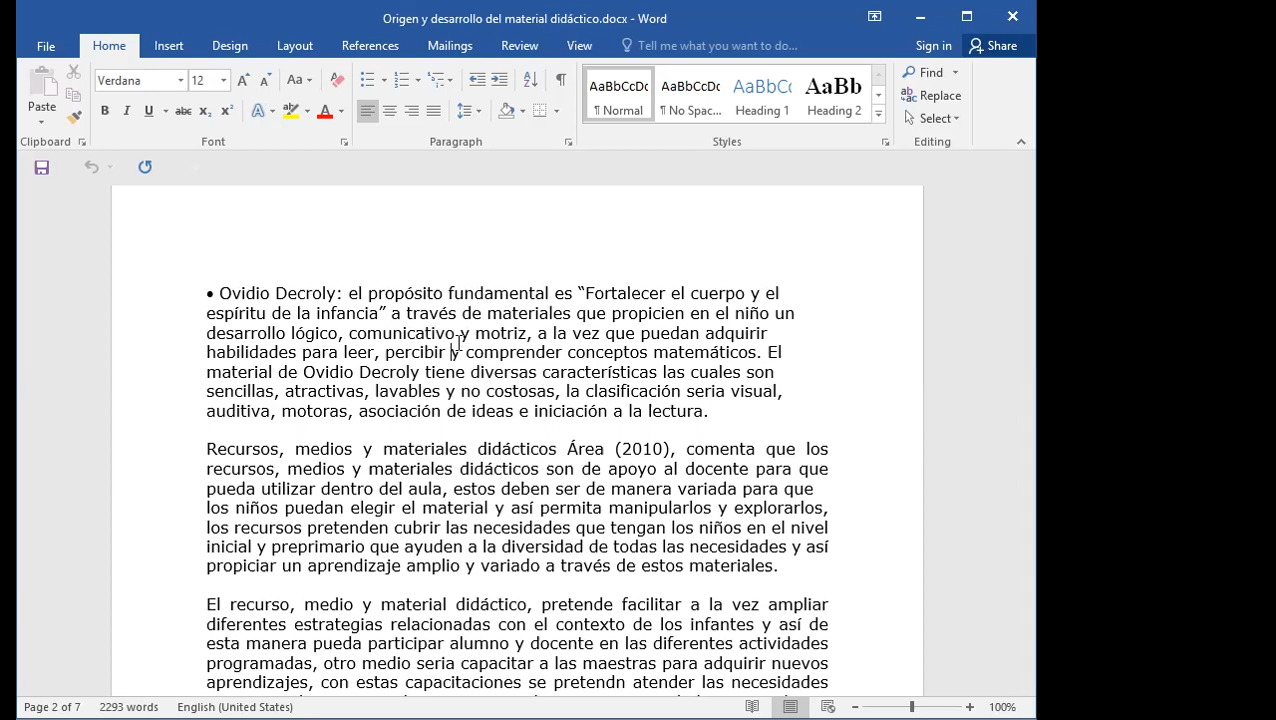 Origen y desarrollo del material didáctico.docx - Word
File Home Insert Design Layout References Mailings Review View Tell me what you want to do... Sign in Share
Paste
Clipboard
Verdana 12
Aa
B I U abc x₂ x² A A
Font
Paragraph
AaBbCcDc AaBbCcDc AaBbCc AaBb
¶ Normal ¶ No Spac... Heading 1 Heading 2
Styles
Find
Replace
Select
Editing
• Ovidio Decroly: el propósito fundamental es “Fortalecer el cuerpo y el
espíritu de la infancia” a través de materiales que propicien en el niño un
desarrollo lógico, comunicativo y motriz, a la vez que puedan adquirir
habilidades para leer, percibir y comprender conceptos matemáticos. El
material de Ovidio Decroly tiene diversas características las cuales son
sencillas, atractivas, lavables y no costosas, la clasificación seria visual,
auditiva, motoras, asociación de ideas e iniciación a la lectura.
Recursos, medios y materiales didácticos Área (2010), comenta que los
recursos, medios y materiales didácticos son de apoyo al docente para que
pueda utilizar dentro del aula, estos deben ser de manera variada para que
los niños puedan elegir el material y así permita manipularlos y explorarlos,
los recursos pretenden cubrir las necesidades que tengan los niños en el nivel
inicial y preprimario que ayuden a la diversidad de todas las necesidades y así
propiciar un aprendizaje amplio y variado a través de estos materiales.
El recurso, medio y material didáctico, pretende facilitar a la vez ampliar
diferentes estrategias relacionadas con el contexto de los infantes y así de
esta manera pueda participar alumno y docente en las diferentes actividades
programadas, otro medio seria capacitar a las maestras para adquirir nuevos
aprendizajes, con estas capacitaciones se pretendn atender las necesidades
Page 2 of 7 2293 words English (United States) 100%